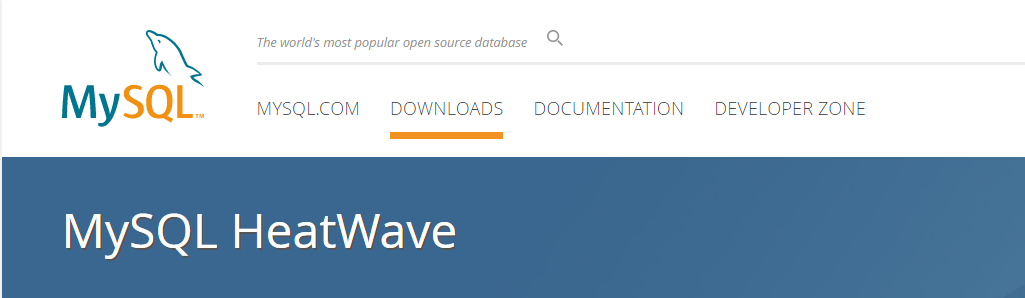 The world's most popular open source database
MySQL™
MYSQL.COM DOWNLOADS DOCUMENTATION DEVELOPER ZONE
MySQL HeatWave